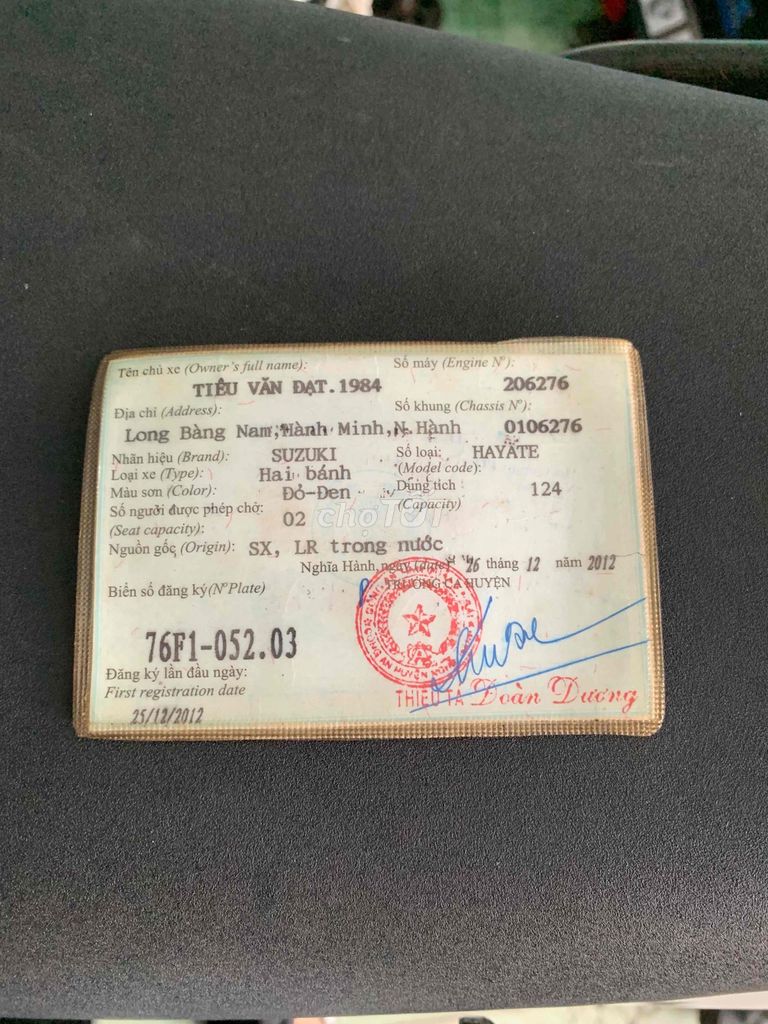 Tên chủ xe (Owner's full name):
TIÊU VĂN ĐẠT.1984
Số máy (Engine Nº):
206276
Địa chỉ (Address):
Long Bàng Nam,Hành Minh,N.Hành
Số khung (Chassis Nº):
0106276
Nhãn hiệu (Brand): SUZUKI
Số loại: HAYATE
(Model code):
Loại xe (Type): Hai bánh
Màu sơn (Color): Đỏ-Đen
Dung tích 124
(Capacity)
Số người được phép chở: 02
(Seat capacity):
chợTỐT
Nguồn gốc (Origin): SX, LR trong nước
Nghĩa Hành, ngày (date) 26 tháng 12 năm 2012
TRƯỞNG CA HUYỆN
Biển số đăng ký(Nº Plate)
76F1-052.03
Đăng ký lần đầu ngày:
First registration date
25/12/2012
THIẾU TÁ Đoàn Dương